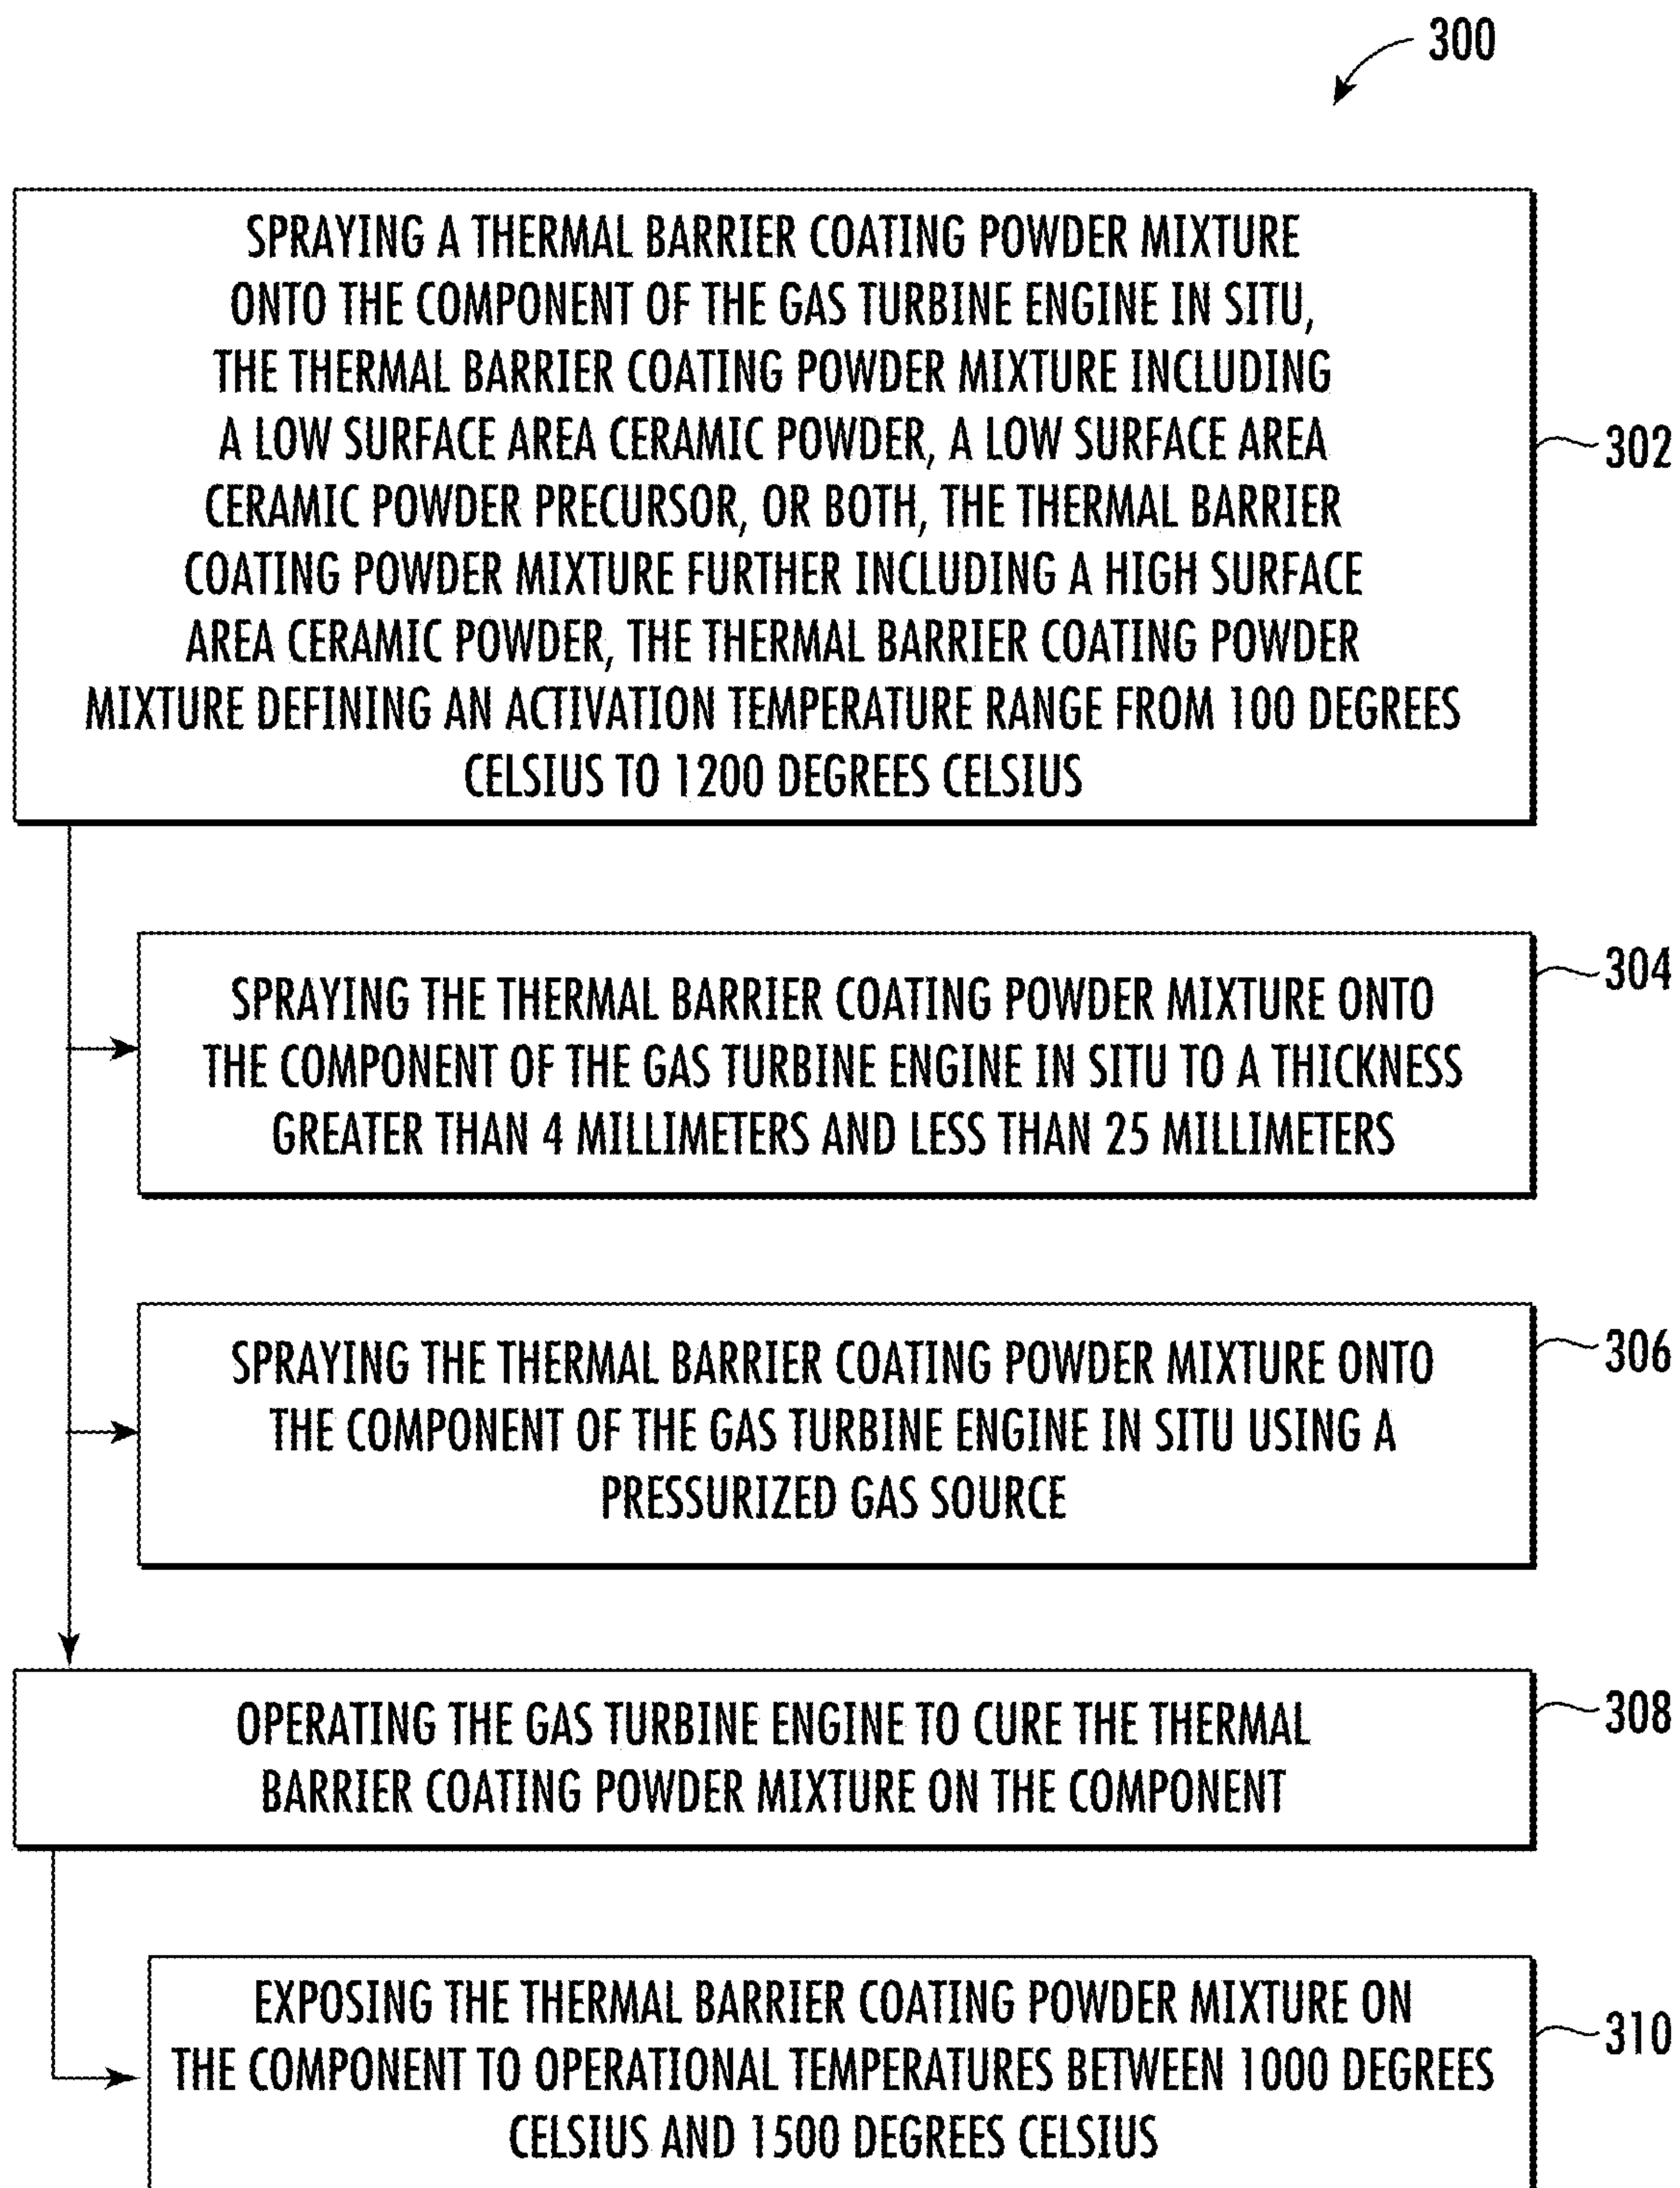 300
SPRAYING A THERMAL BARRIER COATING POWDER MIXTURE
ONTO THE COMPONENT OF THE GAS TURBINE ENGINE IN SITU,
THE THERMAL BARRIER COATING POWDER MIXTURE INCLUDING
A LOW SURFACE AREA CERAMIC POWDER, A LOW SURFACE AREA
CERAMIC POWDER PRECURSOR, OR BOTH, THE THERMAL BARRIER
COATING POWDER MIXTURE FURTHER INCLUDING A HIGH SURFACE
AREA CERAMIC POWDER, THE THERMAL BARRIER COATING POWDER
MIXTURE DEFINING AN ACTIVATION TEMPERATURE RANGE FROM 100 DEGREES
CELSIUS TO 1200 DEGREES CELSIUS
302
SPRAYING THE THERMAL BARRIER COATING POWDER MIXTURE ONTO
THE COMPONENT OF THE GAS TURBINE ENGINE IN SITU TO A THICKNESS
GREATER THAN 4 MILLIMETERS AND LESS THAN 25 MILLIMETERS
304
SPRAYING THE THERMAL BARRIER COATING POWDER MIXTURE ONTO
THE COMPONENT OF THE GAS TURBINE ENGINE IN SITU USING A
PRESSURIZED GAS SOURCE
306
OPERATING THE GAS TURBINE ENGINE TO CURE THE THERMAL
BARRIER COATING POWDER MIXTURE ON THE COMPONENT
308
EXPOSING THE THERMAL BARRIER COATING POWDER MIXTURE ON
THE COMPONENT TO OPERATIONAL TEMPERATURES BETWEEN 1000 DEGREES
CELSIUS AND 1500 DEGREES CELSIUS
310